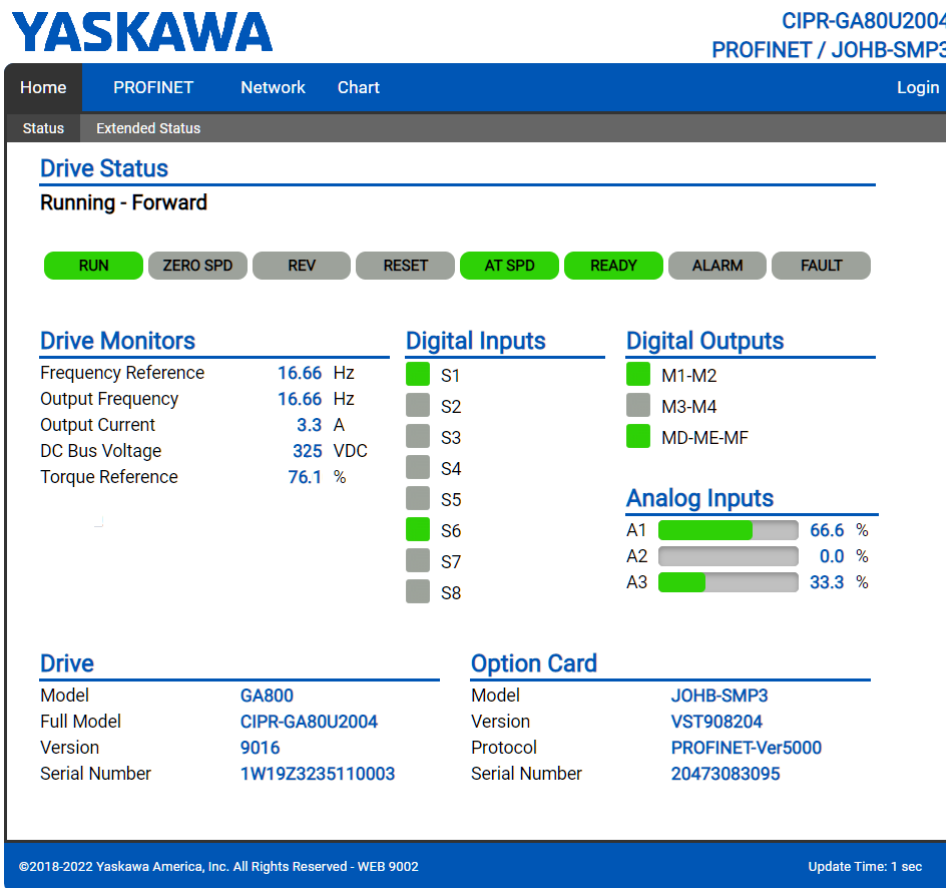 YASKAWA
CIPR-GA80U2004
PROFINET / JOHB-SMP3
Home PROFINET Network Chart Login
Status Extended Status
Drive Status
Running - Forward
RUN ZERO SPD REV RESET AT SPD READY ALARM FAULT
Drive Monitors
Frequency Reference 16.66 Hz
Output Frequency 16.66 Hz
Output Current 3.3 A
DC Bus Voltage 325 VDC
Torque Reference 76.1 %
Digital Inputs
S1
S2
S3
S4
S5
S6
S7
S8
Digital Outputs
M1-M2
M3-M4
MD-ME-MF
Analog Inputs
A1 66.6 %
A2 0.0 %
A3 33.3 %
Drive
Model GA800
Full Model CIPR-GA80U2004
Version 9016
Serial Number 1W19Z3235110003
Option Card
Model JOHB-SMP3
Version VST908204
Protocol PROFINET-Ver5000
Serial Number 20473083095
©2018-2022 Yaskawa America, Inc. All Rights Reserved - WEB 9002
Update Time: 1 sec